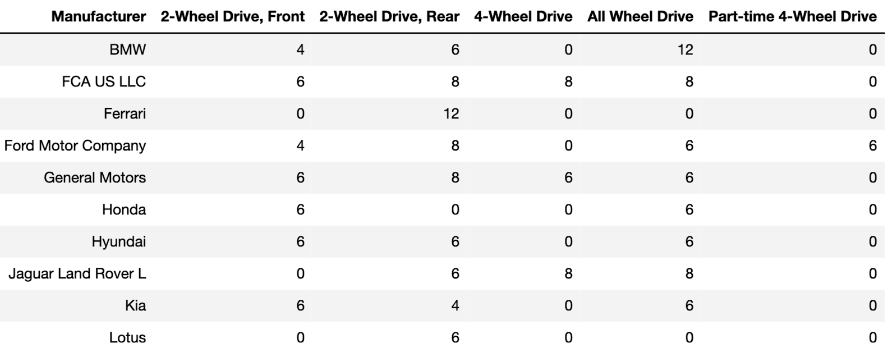 Manufacturer 2-Wheel Drive, Front 2-Wheel Drive, Rear 4-Wheel Drive All Wheel Drive Part-time 4-Wheel Drive
BMW 4 6 0 12 0
FCA US LLC 6 8 8 8 0
Ferrari 0 12 0 0 0
Ford Motor Company 4 8 0 6 6
General Motors 6 8 6 6 0
Honda 6 0 0 6 0
Hyundai 6 6 0 6 0
Jaguar Land Rover L 0 6 8 8 0
Kia 6 4 0 6 0
Lotus 0 6 0 0 0